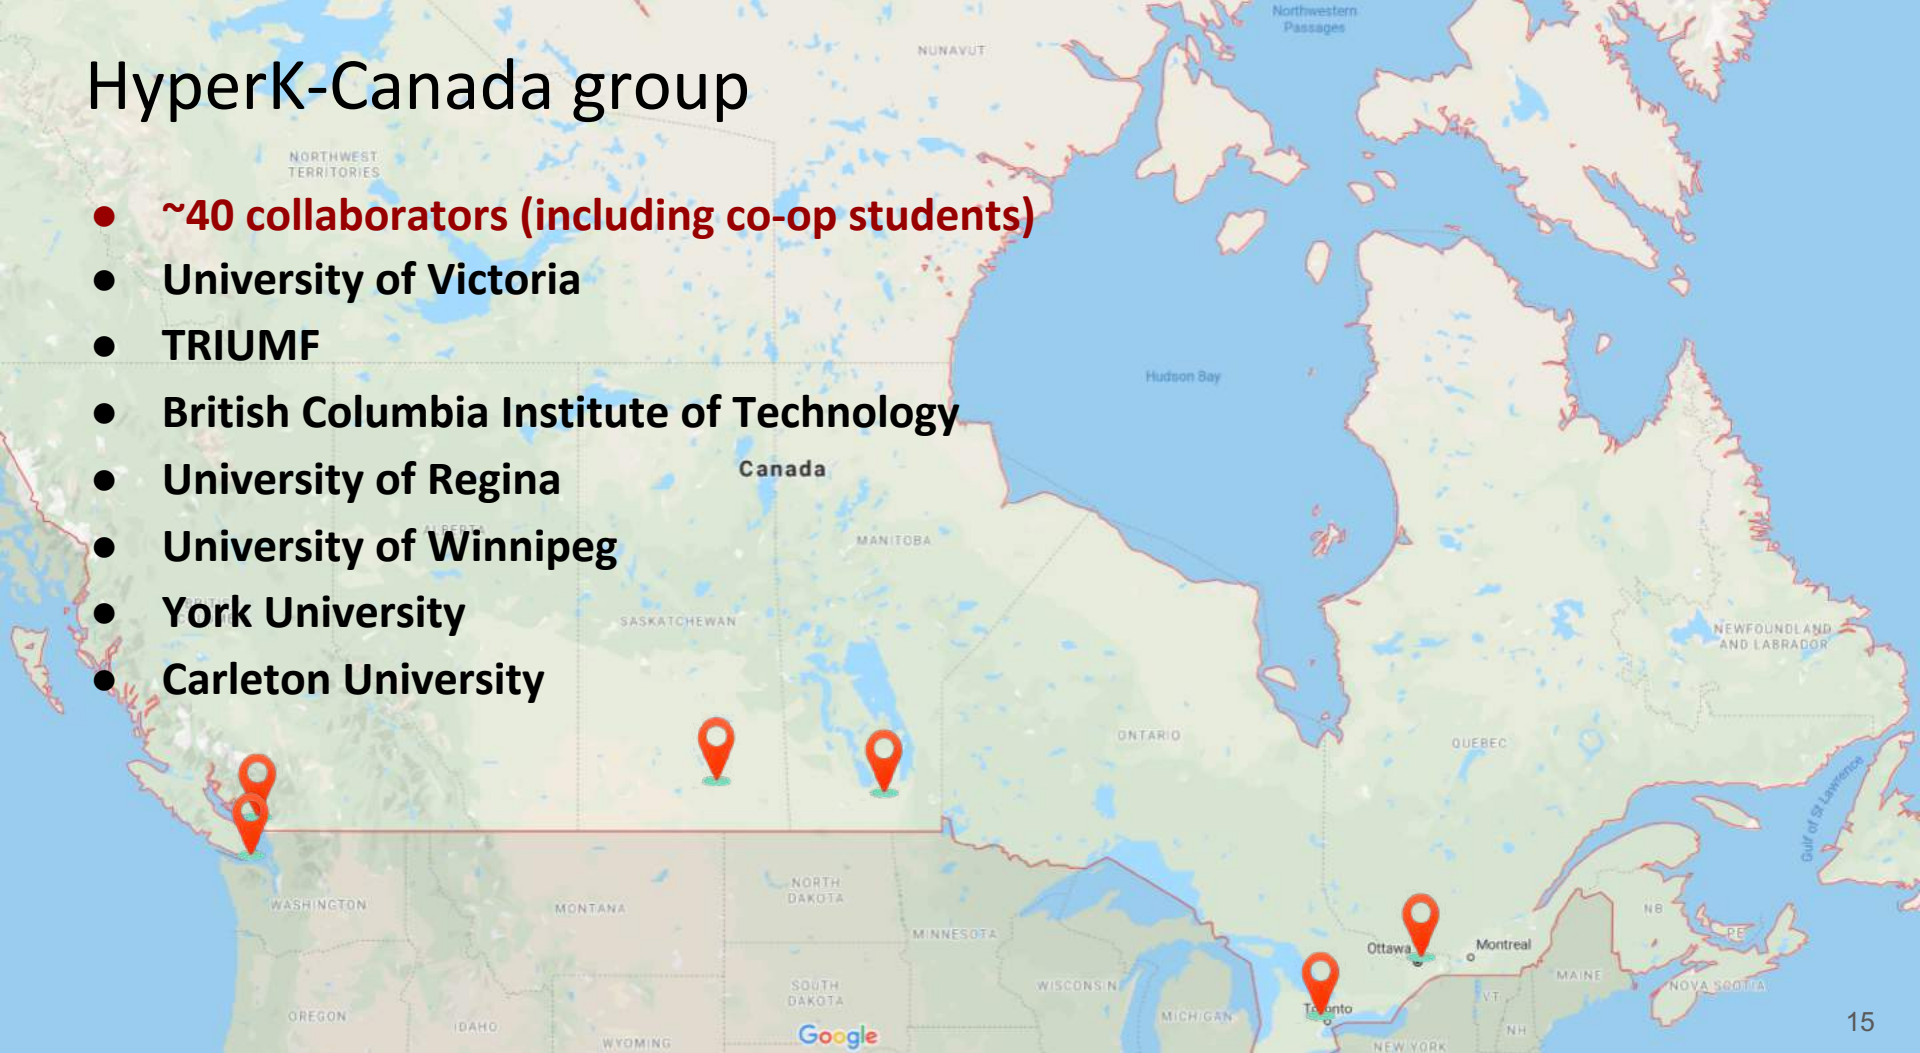 Northwestern
Passages
NUNAVUT
HyperK-Canada group
NORTHWEST
TERRITORIES
● ~40 collaborators (including co-op students)
● University of Victoria
● TRIUMF
● British Columbia Institute of Technology
● University of Regina
● University of Winnipeg
● York University
● Carleton University
Hudson Bay
Canada
ALBERTA
MANITOBA
SASKATCHEWAN
NEWFOUNDLAND
AND LABRADOR
ONTARIO
QUEBEC
Gulf of St Lawrence
WASHINGTON
MONTANA
NORTH
DAKOTA
MINNESOTA
NB
PE
Ottawa
Montreal
MAINE
NOVA SCOTIA
SOUTH
DAKOTA
WISCONSIN
MICHIGAN
Toronto
VT
NH
OREGON
IDAHO
WYOMING
Google
NEW YORK
15